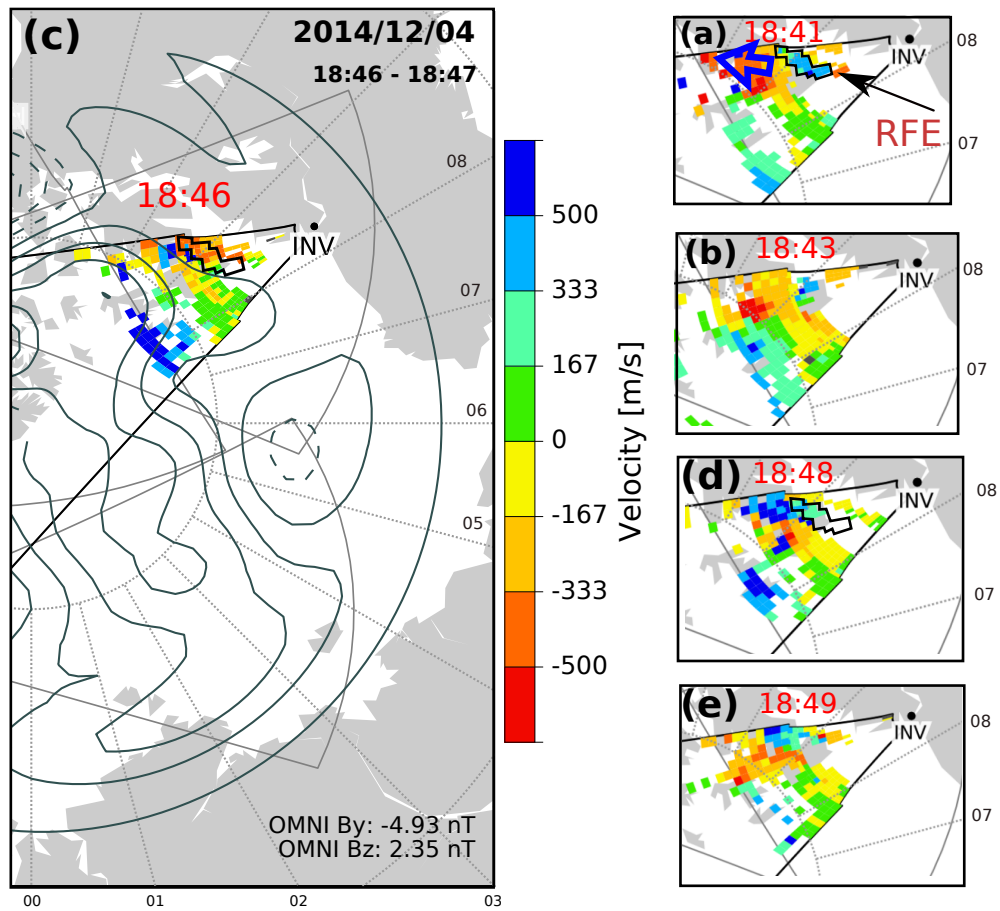 (c)
2014/12/04
18:46 - 18:47
08
18:46
INV
07
06
05
OMNI By: -4.93 nT
OMNI Bz: 2.35 nT
00
01
02
03
500
333
167
0
-167
-333
-500
Velocity [m/s]
(a)
18:41
INV
08
RFE
07
(b)
18:43
INV
08
07
(d)
18:48
INV
08
07
(e)
18:49
INV
08
07